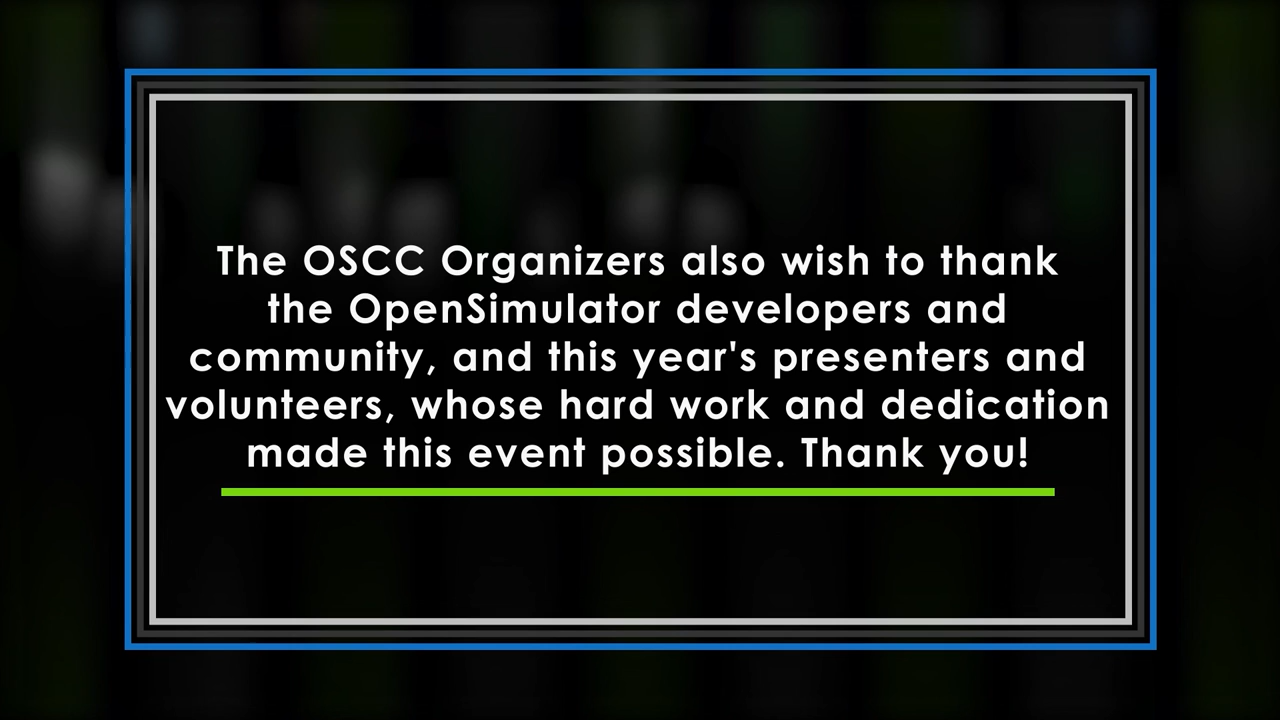 The OSCC Organizers also wish to thank
the OpenSimulator developers and
community, and this year's presenters and
volunteers, whose hard work and dedication
made this event possible. Thank you!